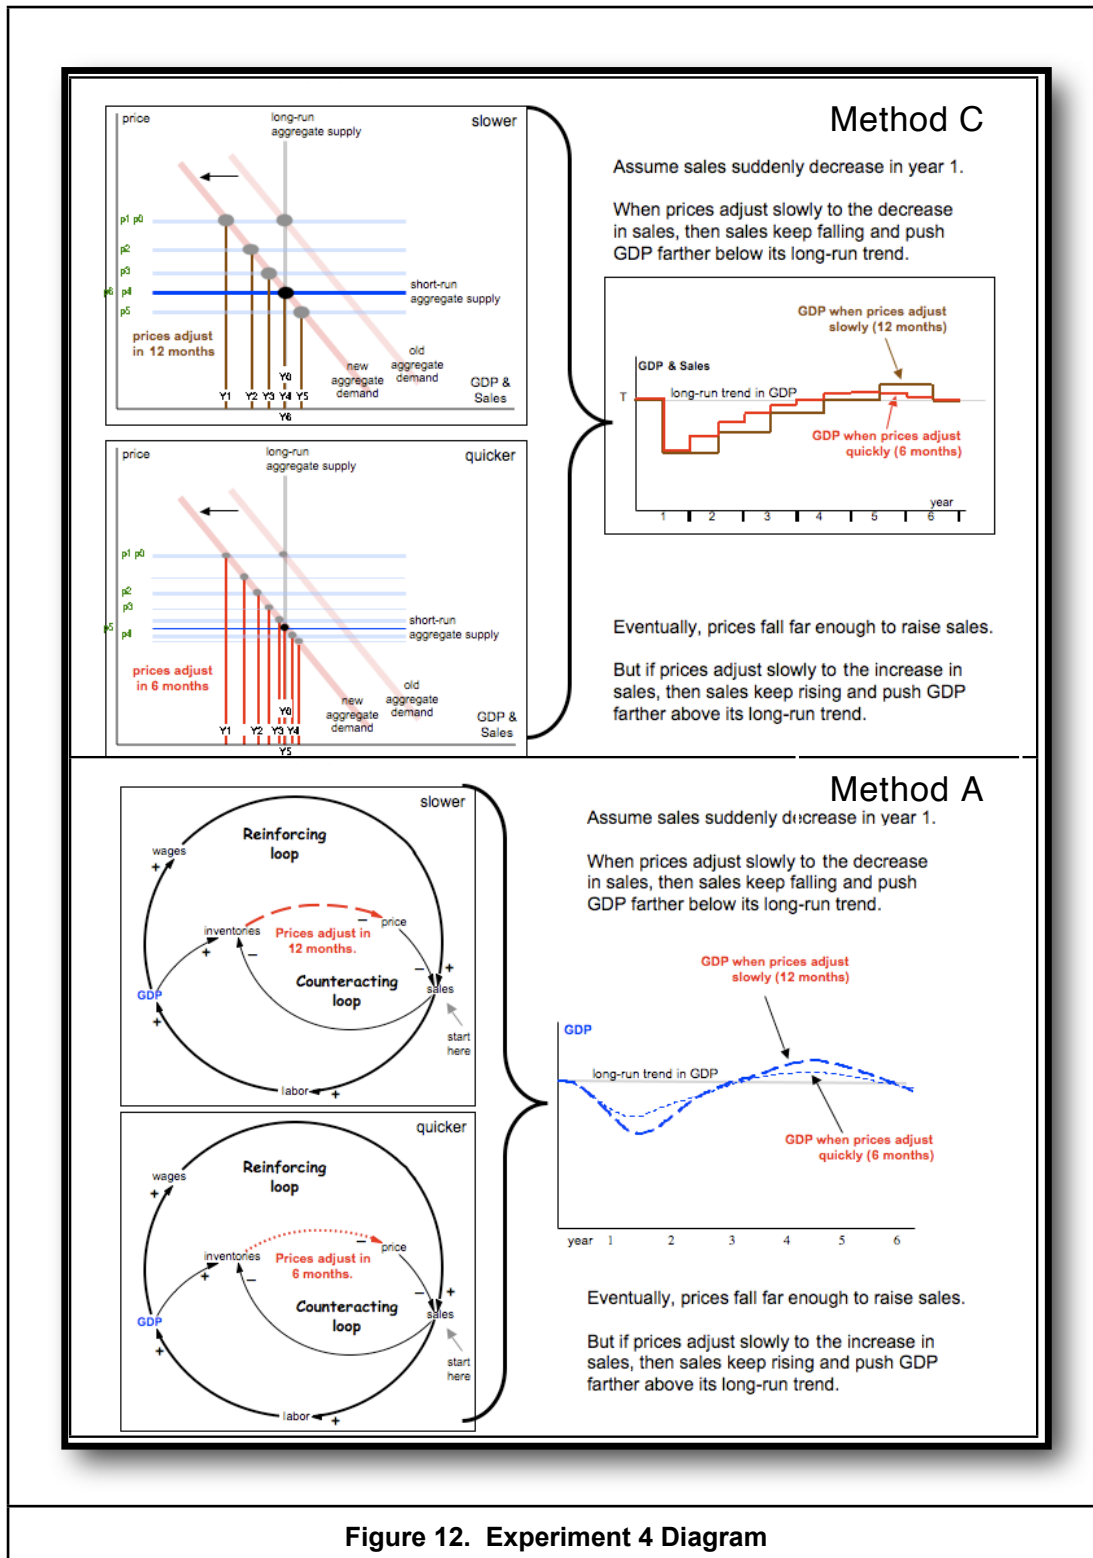 Method C
price
long-run
aggregate supply
slower
p1 p0
p2
p3
p6 p4
p5
short-run
aggregate supply
prices adjust
in 12 months
new
aggregate
demand
old
aggregate
demand
GDP &
Sales
Y0
Y1 Y2 Y3 Y4 Y5
Y6
Assume sales suddenly decrease in year 1.
When prices adjust slowly to the decrease
in sales, then sales keep falling and push
GDP farther below its long-run trend.
GDP when prices adjust
slowly (12 months)
GDP & Sales
T
long-run trend in GDP
GDP when prices adjust
quickly (6 months)
year
1 2 3 4 5 6
price
long-run
aggregate supply
quicker
p1 p0
p2
p3
p5 p4
short-run
aggregate supply
prices adjust
in 6 months
new
aggregate
demand
old
aggregate
demand
GDP &
Sales
Y0
Y1 Y2 Y3 Y4
Y5
Eventually, prices fall far enough to raise sales.
But if prices adjust slowly to the increase in
sales, then sales keep rising and push GDP
farther above its long-run trend.
Method A
slower
Reinforcing
loop
wages
+
inventories
Prices adjust in
12 months.
–
price
+
–
–
+
Counteracting
loop
GDP
sales
+
start
here
labor
+
Assume sales suddenly decrease in year 1.
When prices adjust slowly to the decrease
in sales, then sales keep falling and push
GDP farther below its long-run trend.
GDP when prices adjust
slowly (12 months)
GDP
long-run trend in GDP
GDP when prices adjust
quickly (6 months)
year 1 2 3 4 5 6
quicker
Reinforcing
loop
wages
+
inventories
Prices adjust in
6 months.
–
price
+
–
–
+
Counteracting
loop
GDP
sales
+
start
here
labor
+
Eventually, prices fall far enough to raise sales.
But if prices adjust slowly to the increase in
sales, then sales keep rising and push GDP
farther above its long-run trend.
Figure 12. Experiment 4 Diagram